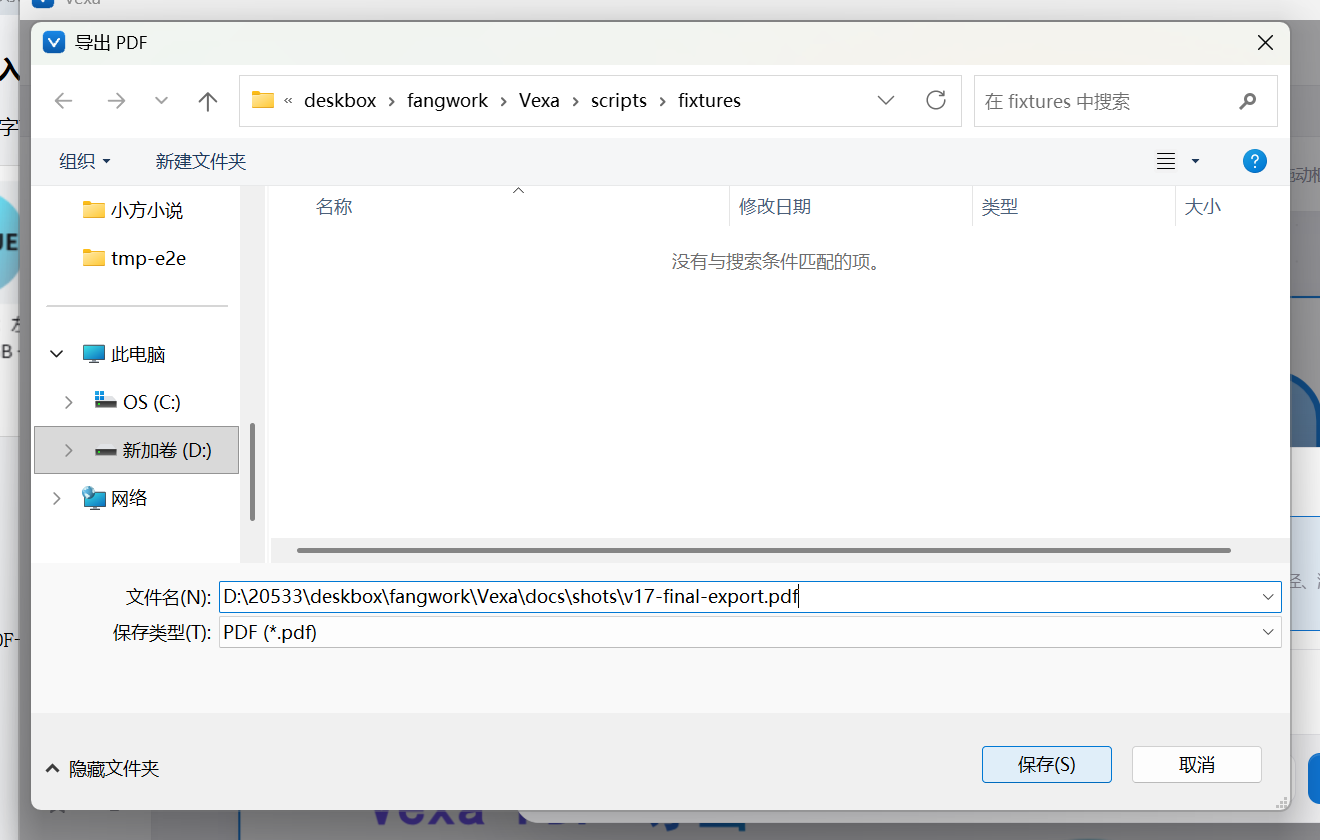 Vexa
导出 PDF
« deskbox › fangwork › Vexa › scripts › fixtures
在 fixtures 中搜索
组织
新建文件夹
小方小说
tmp-e2e
此电脑
OS (C:)
新加卷 (D:)
网络
名称
修改日期
类型
大小
没有与搜索条件匹配的项。
文件名(N):
D:\20533\deskbox\fangwork\Vexa\docs\shots\v17-final-export.pdf
保存类型(T):
PDF (*.pdf)
隐藏文件夹
保存(S)
取消